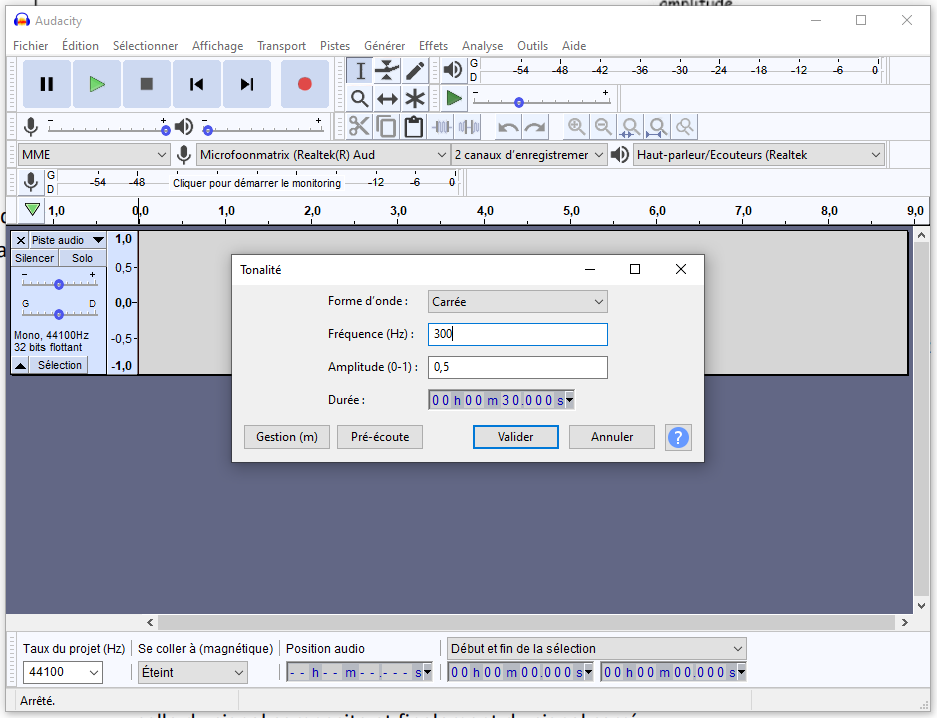 amplitude
Audacity
Fichier Édition Sélectionner Affichage Transport Pistes Générer Effets Analyse Outils Aide
G
D
-54 -48 -42 -36 -30 -24 -18 -12 -6 0
- +
- + - +
MME Microfoonmatrix (Realtek(R) Aud 2 canaux d'enregistremer Haut-parleur/Ecouteurs (Realtek
G
D
-54 -48 Cliquer pour démarrer le monitoring -12 -6 0
1,0 0,0 1,0 2,0 3,0 4,0 5,0 6,0 7,0 8,0 9,0
Piste audio 1,0
Silencer Solo
0,5-
- +
G D
0,0-
Mono, 44100Hz
32 bits flottant
-0,5-
Sélection
-1,0
Tonalité
Forme d'onde : Carrée
Fréquence (Hz) : 300
Amplitude (0-1) : 0,5
Durée : 00 h 00 m 30.000 s
Gestion (m) Pré-écoute Valider Annuler ?
Taux du projet (Hz) Se coller à (magnétique) Position audio Début et fin de la sélection
44100 Éteint -- h -- m --.--- s 00 h 00 m 00.000 s 00 h 00 m 00.000 s
Arrêté.